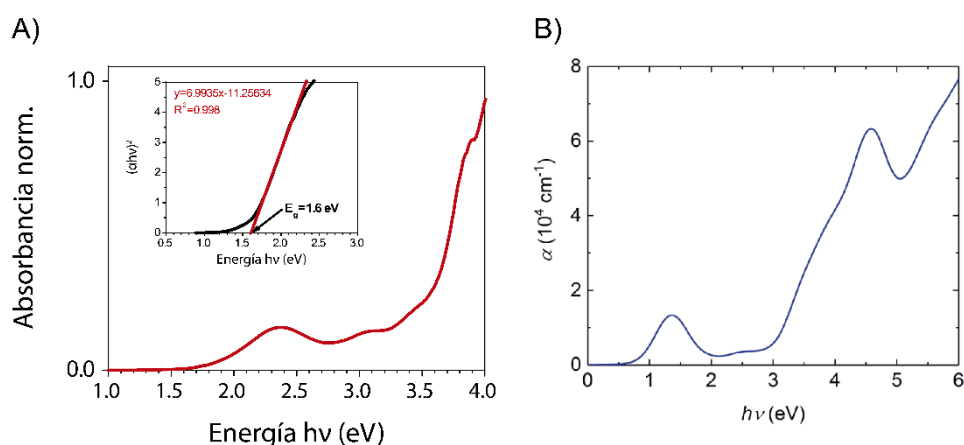 A)
Absorbancia norm.
1.0
0.0
1.0 1.5 2.0 2.5 3.0 3.5 4.0
Energía hν (eV)
(αhν)²
5
4
3
2
1
0
0.5 1.0 1.5 2.0 2.5 3.0
Energía hν (eV)
y=6.9935x-11.25634
R²=0.998
E_g=1.6 eV
B)
α (10⁴ cm⁻¹)
8
6
4
2
0
0 1 2 3 4 5 6
hν (eV)